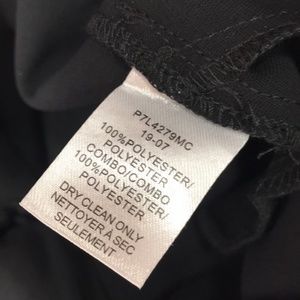 P7L4279MC
19-07
100%POLYESTER/
POLYESTER
COMBO/COMBO
100%POLYESTER/
POLYESTER
DRY CLEAN ONLY
NETTOYER A SEC
SEULEMENT